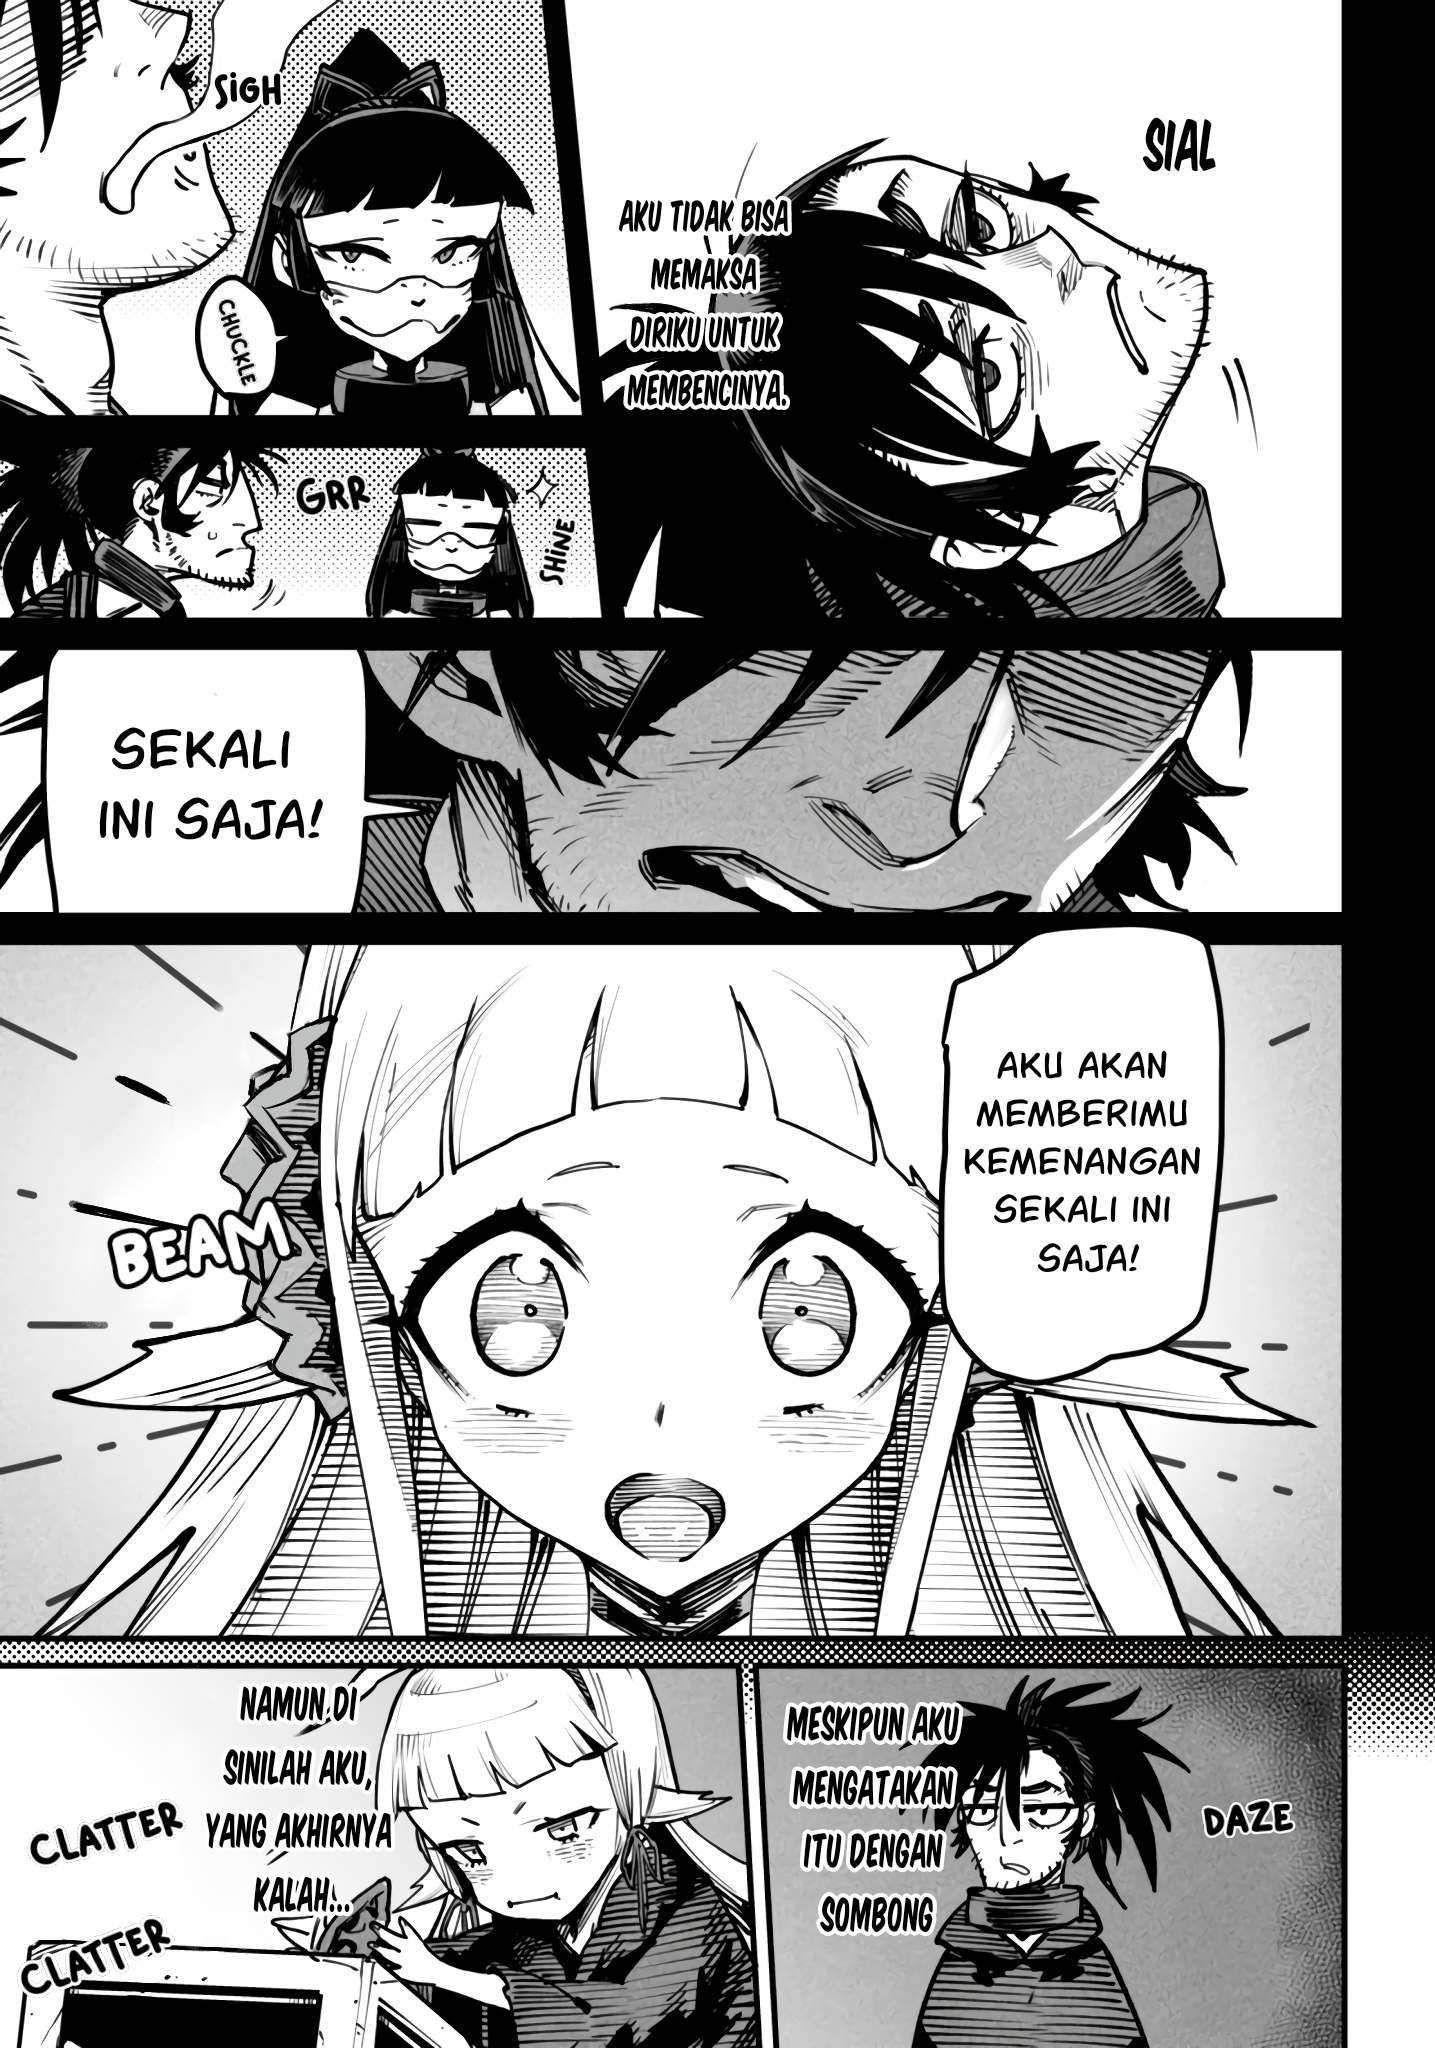 SIAL
AKU TIDAK BISA
MEMAKSA
DIRIKU UNTUK
MEMBENCINYA.
SIGH
CHUCKLE
SHINE
GRR
SEKALI
INI SAJA!
AKU AKAN
MEMBERIMU
KEMENANGAN
SEKALI INI
SAJA!
BEAM
MESKIPUN AKU
MENGATAKAN
ITU DENGAN
SOMBONG
DAZE
NAMUN DI
SINILAH AKU,
YANG AKHIRNYA
KALAH...
CLATTER
CLATTER